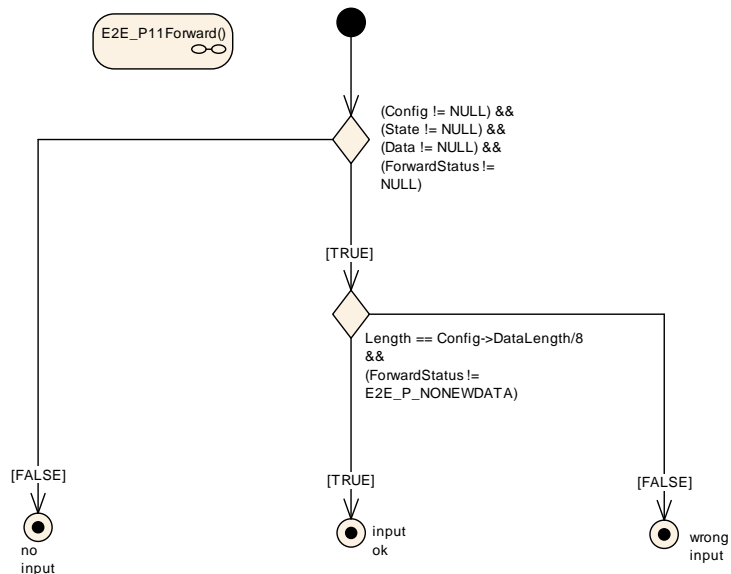 E2E_P11Forward()
(Config != NULL) &&
(State != NULL) &&
(Data != NULL) &&
(ForwardStatus !=
NULL)
[TRUE]
Length == Config->DataLength/8
&&
(ForwardStatus !=
E2E_P_NONEWDATA)
[FALSE]
[TRUE]
[FALSE]
no
input
input
ok
wrong
input